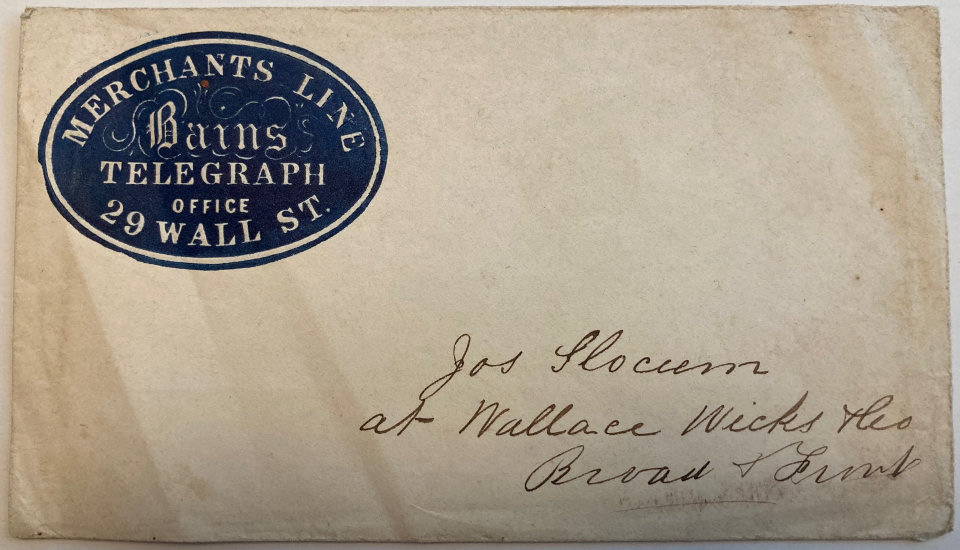 MERCHANTS LINE
Bains
TELEGRAPH
OFFICE
29 WALL ST.
Jos Slocum
at Wallace Wicks & Co
Broad & Front